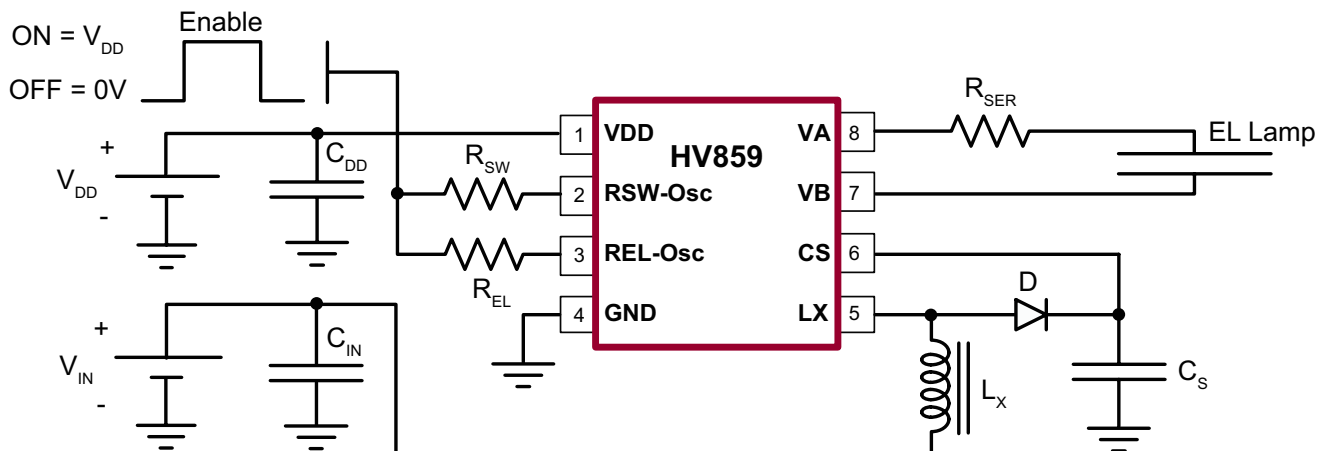 Enable
ON = VDD
OFF = 0V
+
VDD
-
CDD
RSW
REL
+
VIN
-
CIN
HV859
1 VDD
2 RSW-Osc
3 REL-Osc
4 GND
VA 8
VB 7
CS 6
LX 5
RSER
EL Lamp
D
LX
CS